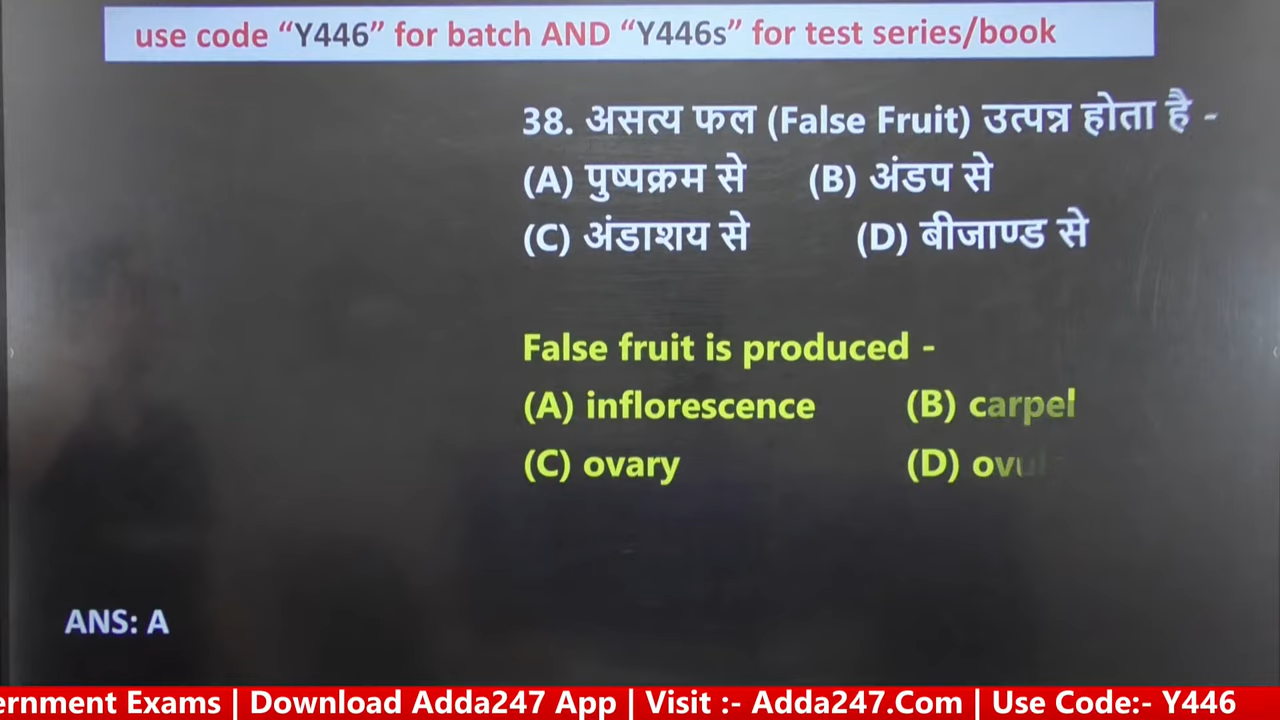 use code “Y446” for batch AND “Y446s” for test series/book
38. असत्य फल (False Fruit) उत्पन्न होता है -
(A) पुष्पक्रम से (B) अंडप से
(C) अंडाशय से (D) बीजाण्ड से
False fruit is produced -
(A) inflorescence (B) carpel
(C) ovary (D)
ANS: A
ernment Exams | Download Adda247 App | Visit :- Adda247.Com | Use Code:- Y446